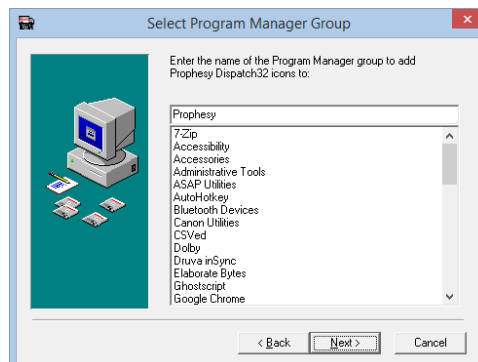 Select Program Manager Group
Enter the name of the Program Manager group to add
Prophesy Dispatch32 icons to:
Prophesy
7-Zip
Accessibility
Accessories
Administrative Tools
ASAP Utilities
AutoHotkey
Bluetooth Devices
Canon Utilities
CSVed
Dolby
Druva inSync
Elaborate Bytes
Ghostscript
Google Chrome
< Back
Next >
Cancel